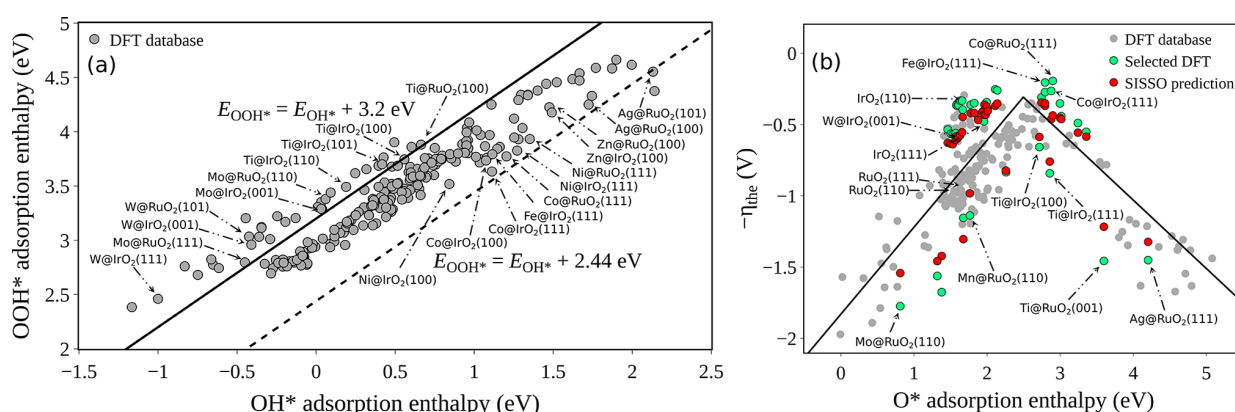 5
4.5
4
3.5
3
2.5
2
OOH* adsorption enthalpy (eV)
DFT database
(a)
E_OOH* = E_OH* + 3.2 eV
Ti@RuO₂(100)
Ti@IrO₂(100)
Ti@IrO₂(101)
Ti@IrO₂(110)
Mo@RuO₂(110)
Mo@IrO₂(001)
W@RuO₂(101)
W@IrO₂(001)
Mo@RuO₂(111)
W@IrO₂(111)
Ag@RuO₂(101)
Ag@RuO₂(100)
Zn@RuO₂(100)
Zn@IrO₂(100)
Ni@RuO₂(111)
Ni@IrO₂(111)
Co@RuO₂(111)
Fe@IrO₂(111)
Co@IrO₂(111)
Co@IrO₂(100)
E_OOH* = E_OH* + 2.44 eV
Ni@IrO₂(100)
−1.5
−1
−0.5
0
0.5
1
1.5
2
2.5
OH* adsorption enthalpy (eV)
0
−0.5
−1
−1.5
−2
−η_the (V)
(b)
DFT database
Selected DFT
SISSO prediction
Co@RuO₂(111)
Fe@IrO₂(111)
IrO₂(110)
Co@IrO₂(111)
W@IrO₂(001)
IrO₂(111)
RuO₂(111)
RuO₂(110)
Ti@IrO₂(100)
Ti@IrO₂(111)
Mn@RuO₂(110)
Ti@RuO₂(001)
Ag@RuO₂(111)
Mo@RuO₂(110)
0
1
2
3
4
5
O* adsorption enthalpy (eV)